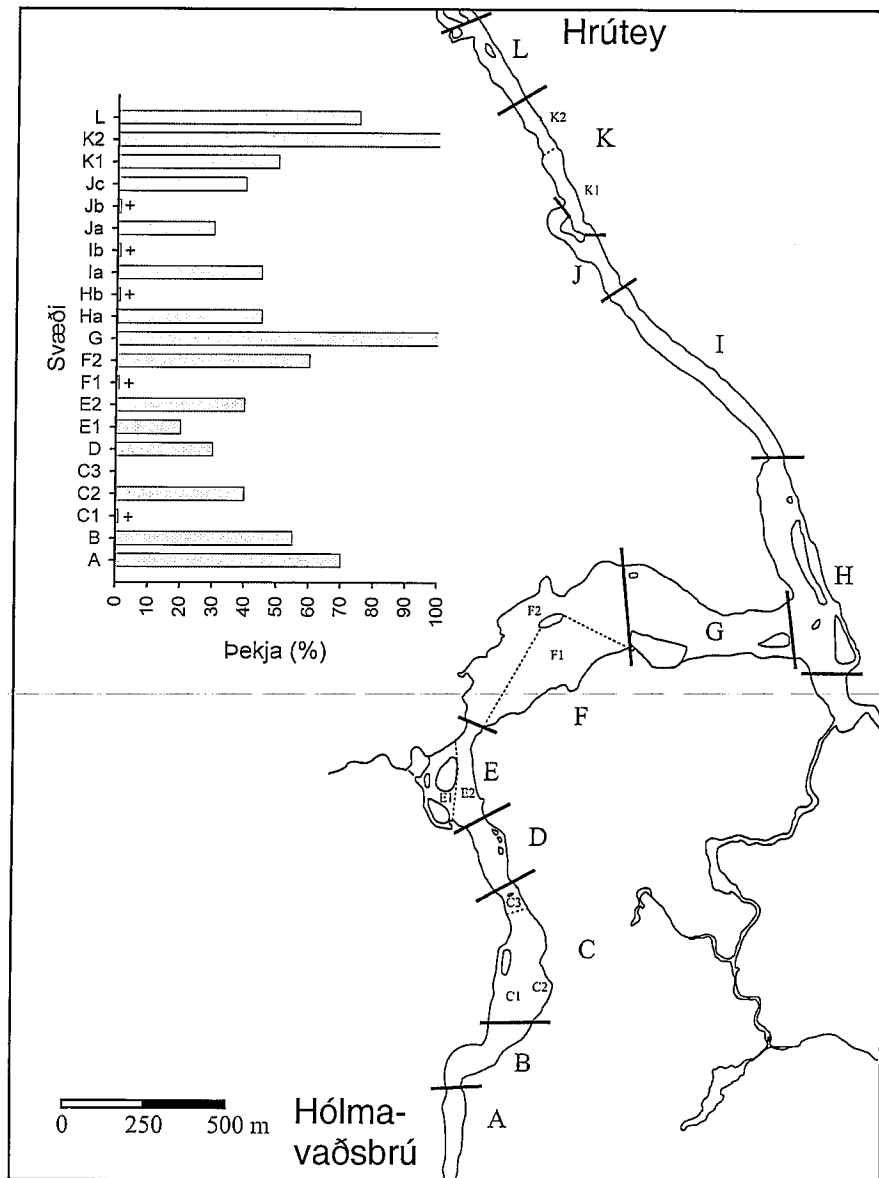 Hrútey
L
K2
K
K1
J
I
H
G
F2
F1
F
E
E1
E2
D
C3
C
C1
C2
B
A
Svæði
L
K2
K1
Jc
Jb +
Ja
Ib +
Ia
Hb +
Ha
G
F2
F1 +
E2
E1
D
C3
C2
C1 +
B
A
0 10 20 30 40 50 60 70 80 90 100
Þekja (%)
0 250 500 m
Hólma-
vaðsbrú